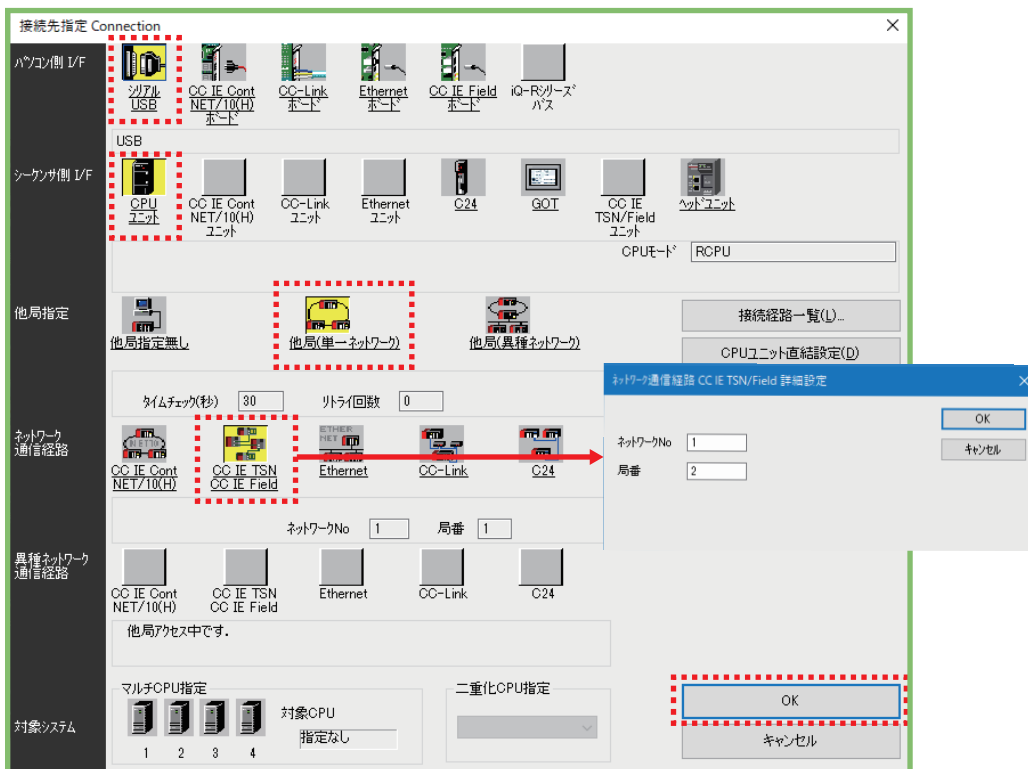 接続先指定 Connection
パソコン側 I/F
シリアル
USB
CC IE Cont
NET/10(H)
ボード
CC-Link
ボード
Ethernet
ボード
CC IE Field
ボード
iQ-Rシリーズ
バス
USB
シーケンサ側 I/F
CPU
ユニット
CC IE Cont
NET/10(H)
ユニット
CC-Link
ユニット
Ethernet
ユニット
C24
GOT
CC IE
TSN/Field
ユニット
ヘッドユニット
CPUモード RCPU
他局指定
他局指定無し
他局(単一ネットワーク)
他局(異種ネットワーク)
接続経路一覧(L)...
CPUユニット直結設定(D)
タイムチェック(秒) 30 リトライ回数 0
ネットワーク通信経路 CC IE TSN/Field 詳細設定
ネットワークNo 1
局番 2
OK
キャンセル
ネットワーク
通信経路
NET10
CC IE Cont
NET/10(H)
CC IE TSN
CC IE Field
ETHER
NET
Ethernet
CC-Link
C24
ネットワークNo 1 局番 1
異種ネットワーク
通信経路
CC IE Cont
NET/10(H)
CC IE TSN
CC IE Field
Ethernet
CC-Link
C24
他局アクセス中です.
対象システム
マルチCPU指定
1 2 3 4
対象CPU
指定なし
二重化CPU指定
OK
キャンセル